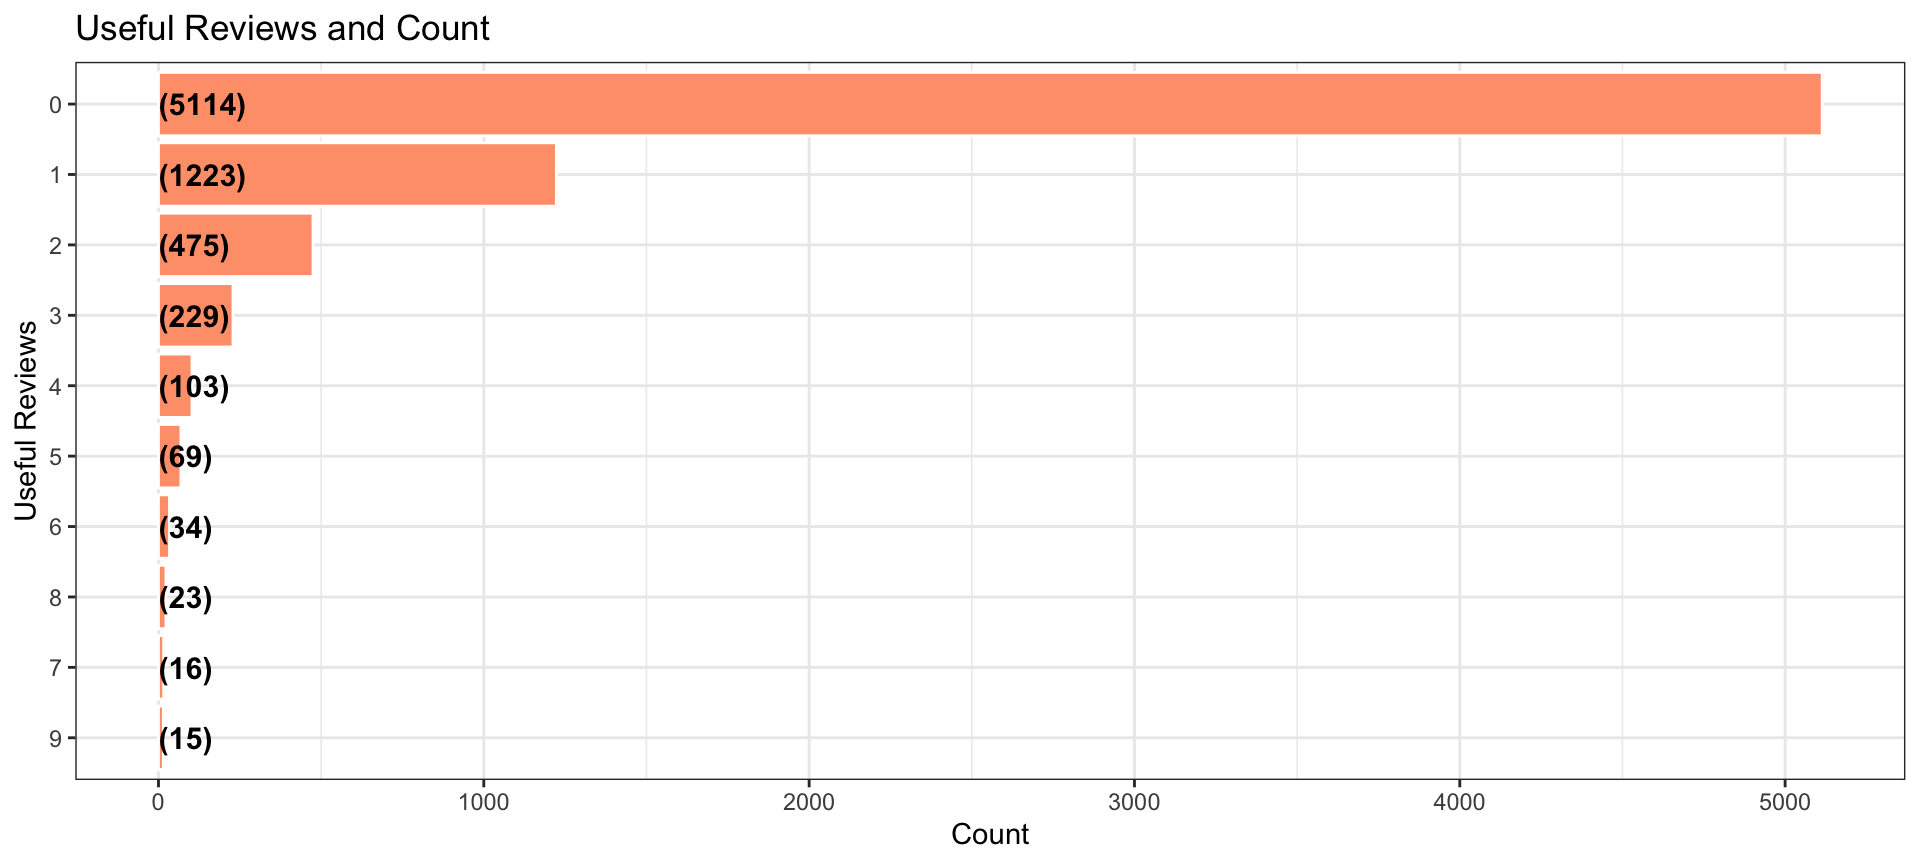 Useful Reviews and Count
Useful Reviews
0 (5114)
1 (1223)
2 (475)
3 (229)
4 (103)
5 (69)
6 (34)
8 (23)
7 (16)
9 (15)
0 1000 2000 3000 4000 5000
Count